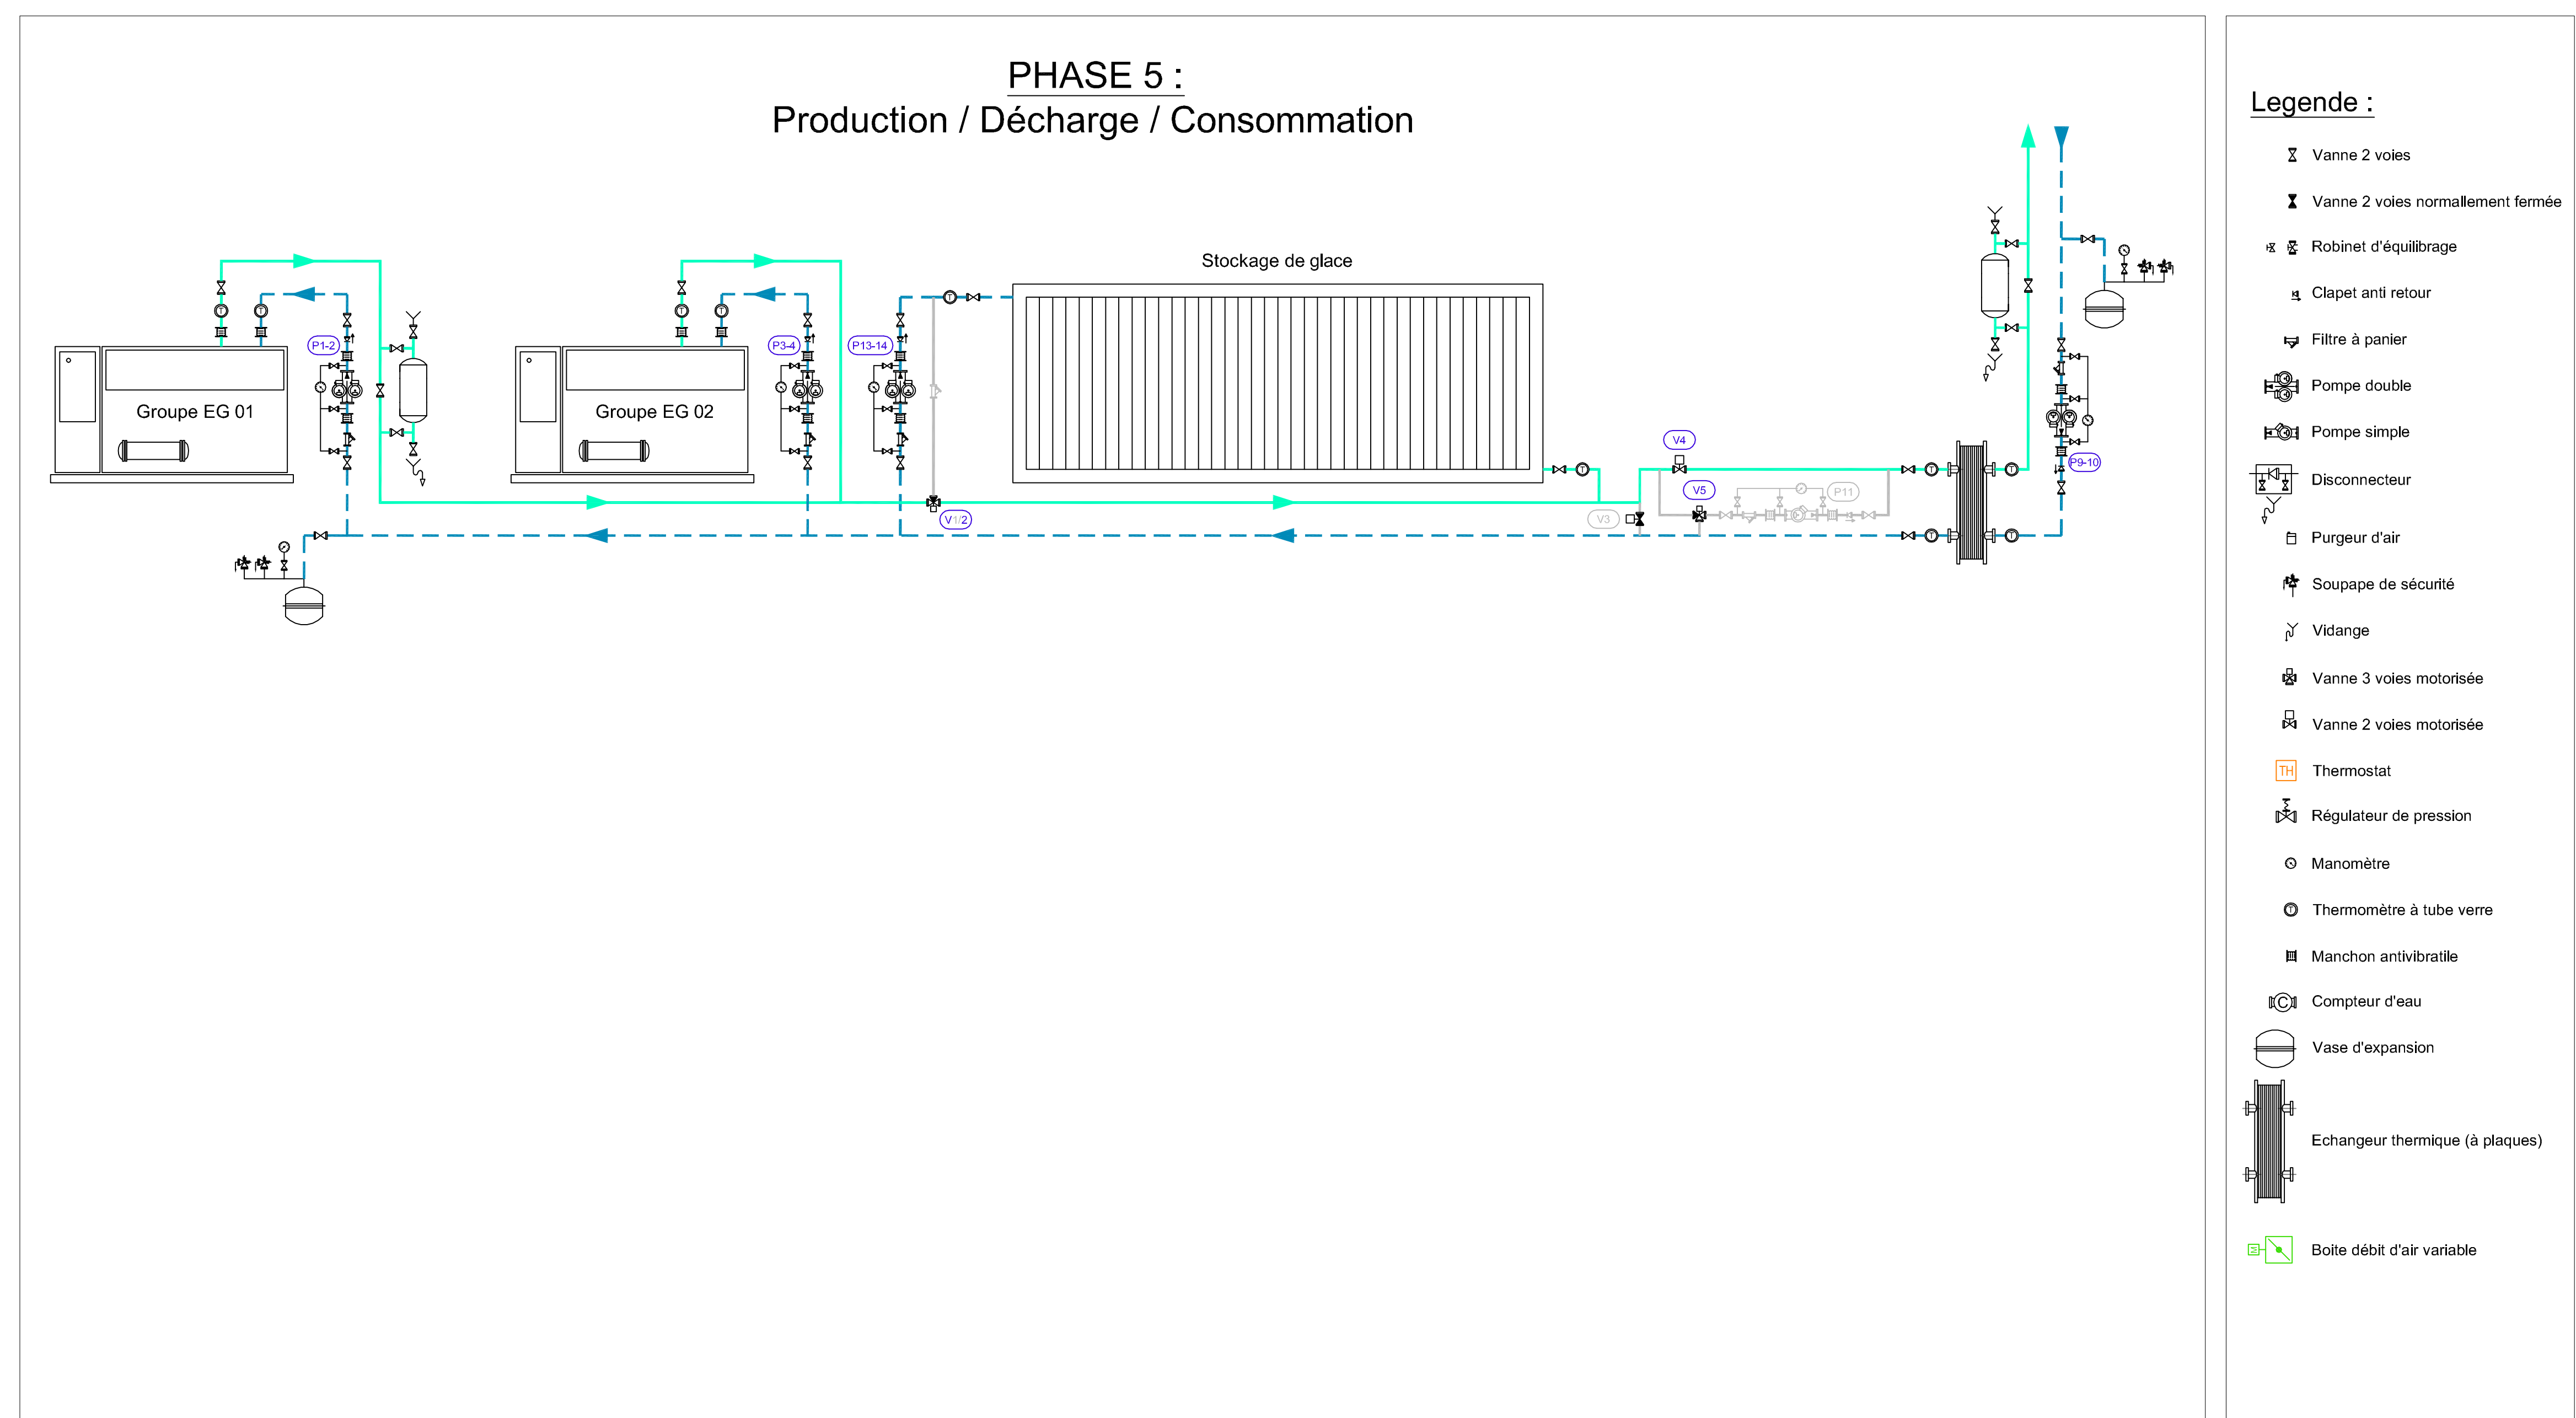 PHASE 5 :
Production / Décharge / Consommation
Stockage de glace
P1-2
P3-4
P13-14
Groupe EG 01
Groupe EG 02
V4
V5
P11
V3
V1/2
P9-10
Legende :
Vanne 2 voies
Vanne 2 voies normallement fermée
Robinet d'équilibrage
Clapet anti retour
Filtre à panier
Pompe double
Pompe simple
Disconnecteur
Purgeur d'air
Soupape de sécurité
Vidange
Vanne 3 voies motorisée
Vanne 2 voies motorisée
TH Thermostat
Régulateur de pression
Manomètre
T Thermomètre à tube verre
Manchon antivibratile
C Compteur d'eau
Vase d'expansion
Echangeur thermique (à plaques)
M Boite débit d'air variable